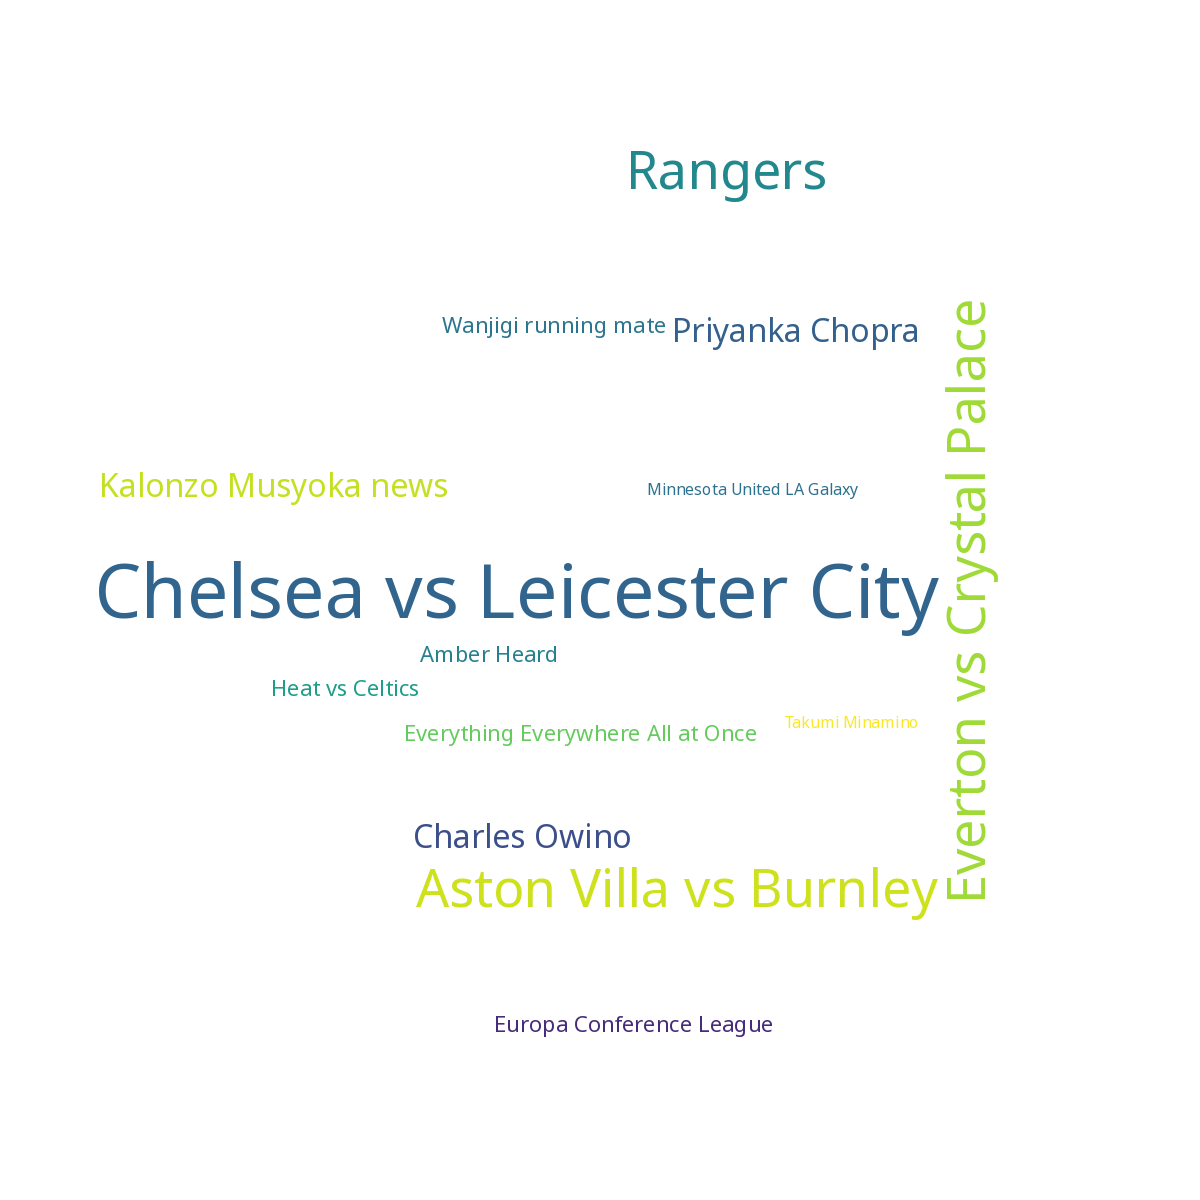 Rangers
Wanjigi running mate
Priyanka Chopra
Everton vs Crystal Palace
Kalonzo Musyoka news
Minnesota United LA Galaxy
Chelsea vs Leicester City
Amber Heard
Heat vs Celtics
Everything Everywhere All at Once
Takumi Minamino
Charles Owino
Aston Villa vs Burnley
Europa Conference League